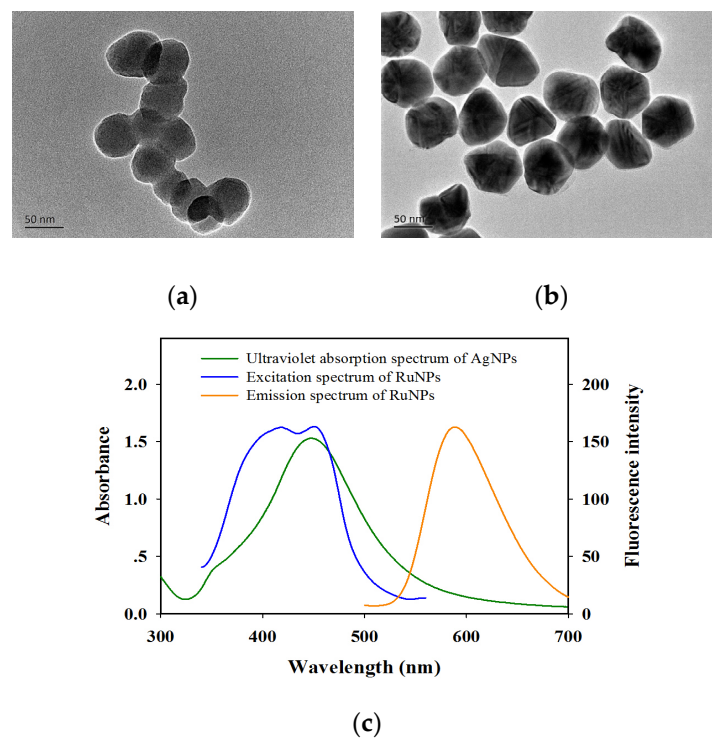 50 nm
50 nm
(a)
(b)
Ultraviolet absorption spectrum of AgNPs
Excitation spectrum of RuNPs
Emission spectrum of RuNPs
2.0
1.5
1.0
.5
0.0
Absorbance
200
150
100
50
0
Fluorescence intensity
300
400
500
600
700
Wavelength (nm)
(c)